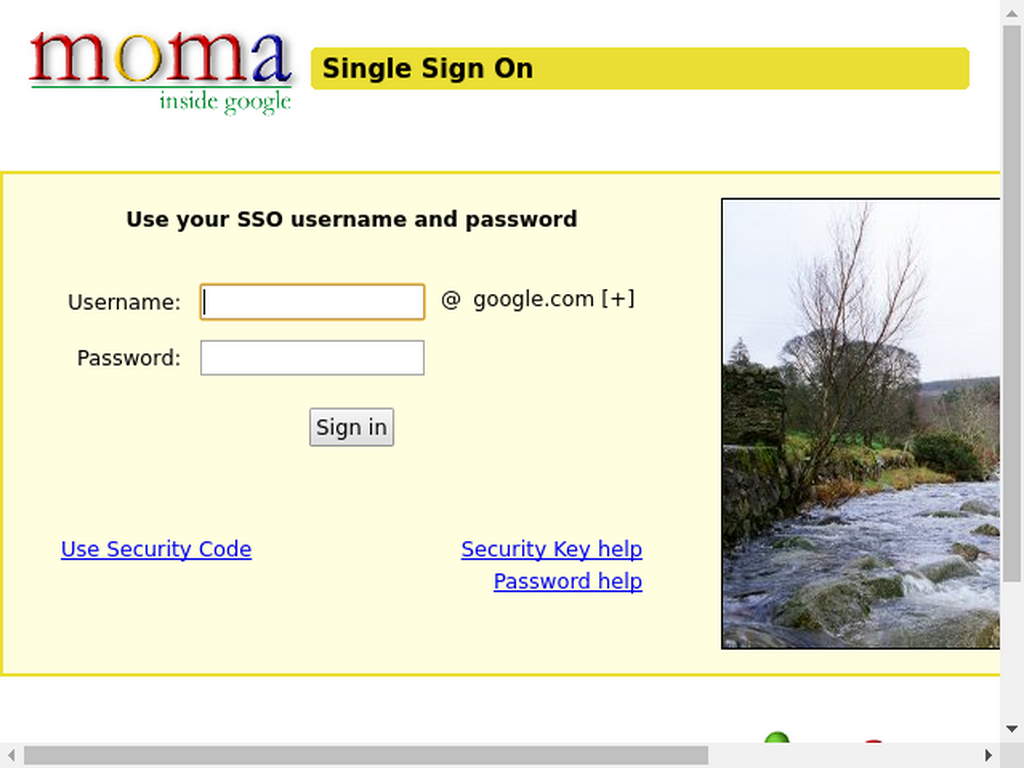 moma
inside google
Single Sign On
Use your SSO username and password
Username: @ google.com [+]
Password:
Sign in
Use Security Code Security Key help
Password help